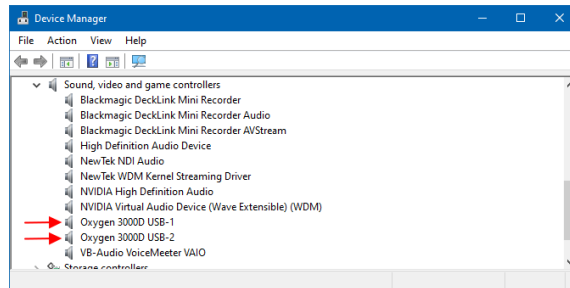 Device Manager
File Action View Help
Sound, video and game controllers
Blackmagic DeckLink Mini Recorder
Blackmagic DeckLink Mini Recorder Audio
Blackmagic DeckLink Mini Recorder AVStream
High Definition Audio Device
NewTek NDI Audio
NewTek WDM Kernel Streaming Driver
NVIDIA High Definition Audio
NVIDIA Virtual Audio Device (Wave Extensible) (WDM)
Oxygen 3000D USB-1
Oxygen 3000D USB-2
VB-Audio VoiceMeeter VAIO
Storage controllers